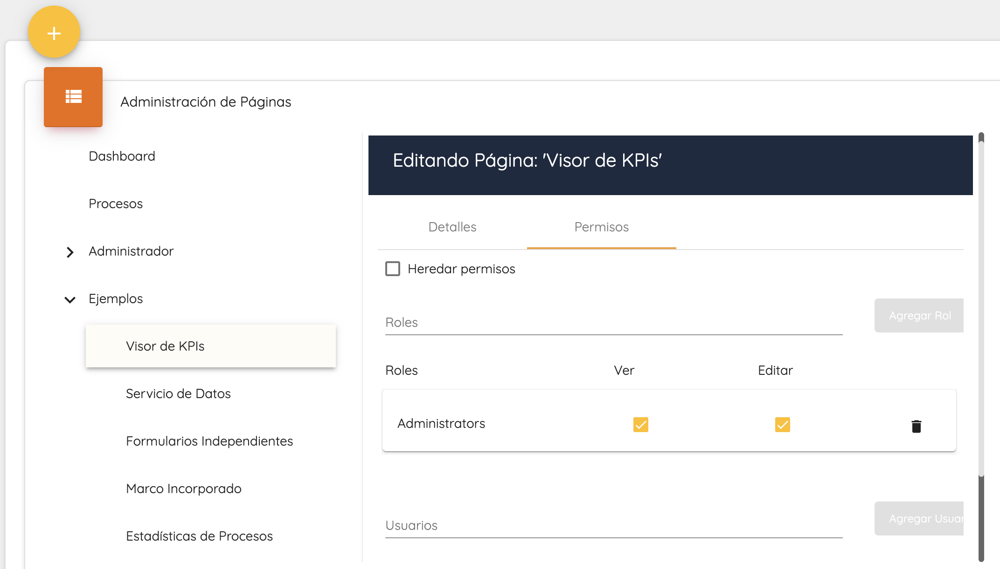 Administración de Páginas
Dashboard
Procesos
Administrador
Ejemplos
Visor de KPIs
Servicio de Datos
Formularios Independientes
Marco Incorporado
Estadísticas de Procesos
Editando Página: 'Visor de KPIs'
Detalles Permisos
Heredar permisos
Roles Agregar Rol
Roles Ver Editar
Administrators
Usuarios Agregar Usuar